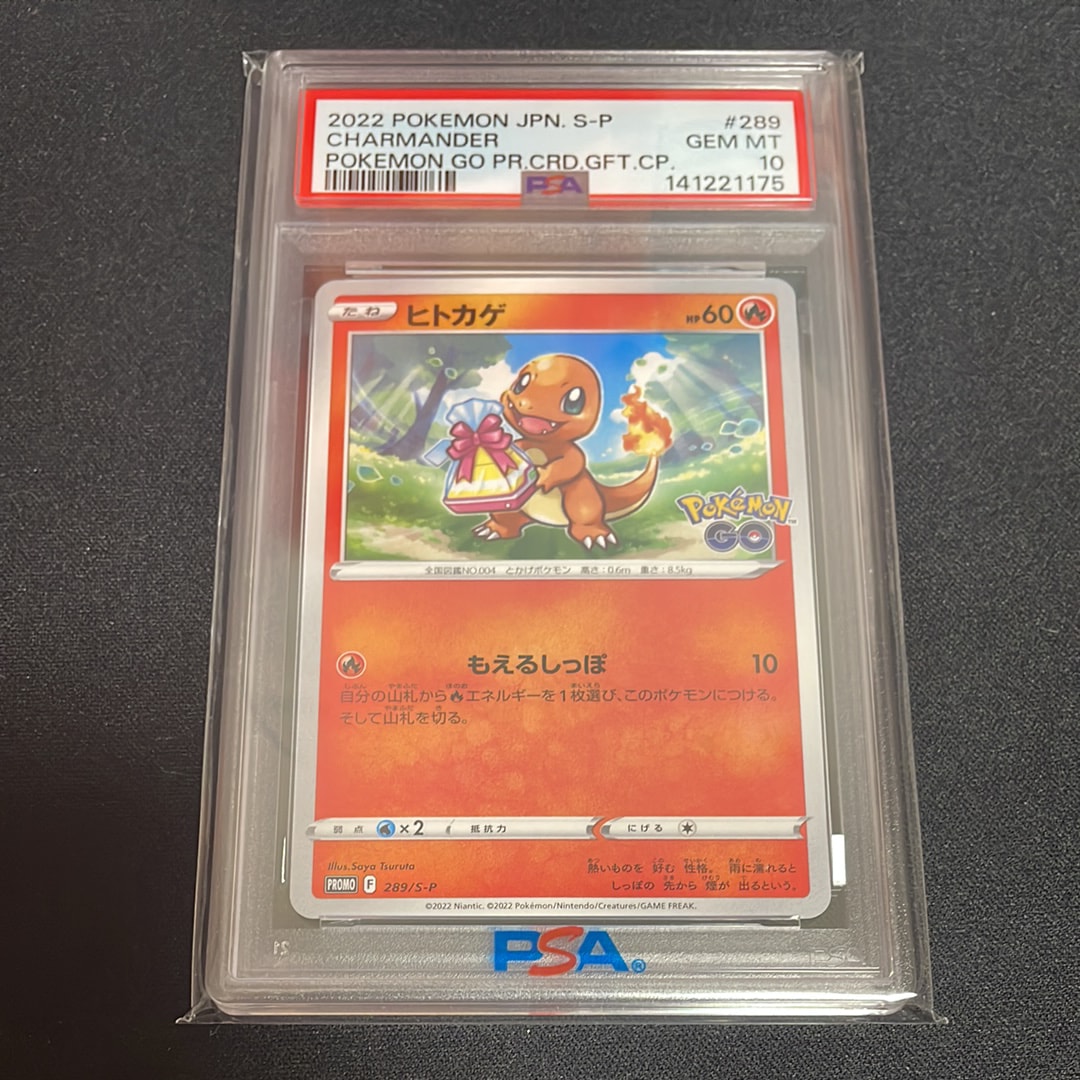 2022 POKEMON JPN. S-P #289
CHARMANDER GEM MT
POKEMON GO PR.CRD.GFT.CP. 10
PSA 141221175
たね ヒトカゲ HP60
Pokémon
GO
全国図鑑NO.004 とかげポケモン 高さ:0.6m 重さ:8.5kg
もえるしっぽ 10
自分の山札から エネルギーを1枚選び、このポケモンにつける。
そして山札を切る。
弱点 ×2 抵抗力 にげる
Illus.Saya Tsuruta
熱いものを 好む 性格。 雨に濡れると
しっぽの 先から 煙が 出るという。
PROMO F 289/S-P
©2022 Niantic. ©2022 Pokémon/Nintendo/Creatures/GAME FREAK.
PSA®